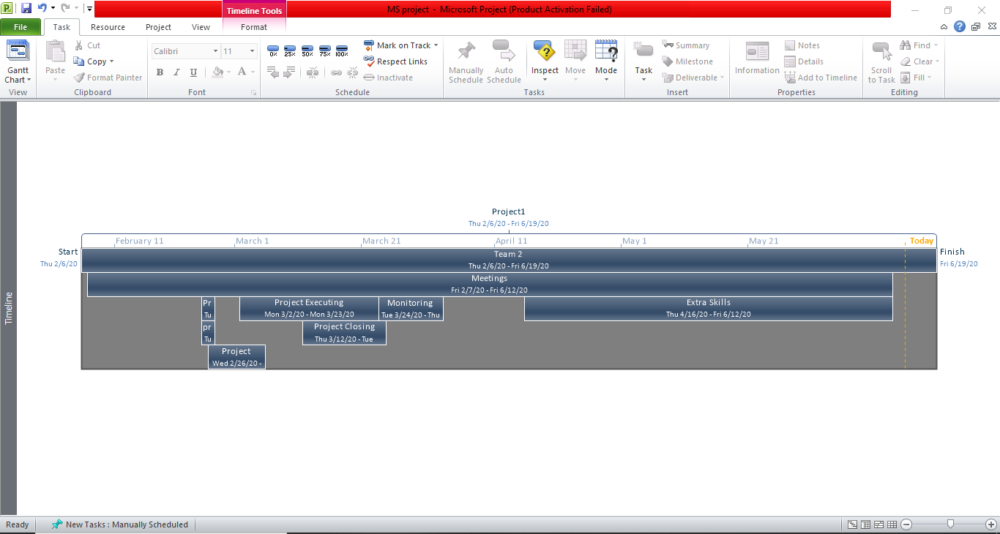 Timeline Tools
MS project - Microsoft Project (Product Activation Failed)
File Task Resource Project View Format
Gantt Chart
View
Paste
Cut
Copy
Format Painter
Clipboard
Calibri 11
B I U A
Font
0% 25% 50% 75% 100%
Mark on Track
Respect Links
Inactivate
Schedule
Manually Schedule
Auto Schedule
Inspect
Move
Mode
Tasks
Task
Summary
Milestone
Deliverable
Insert
Information
Notes
Details
Add to Timeline
Properties
Scroll to Task
Find
Clear
Fill
Editing
Timeline
Project1
Thu 2/6/20 - Fri 6/19/20
February 11 March 1 March 21 April 11 May 1 May 21 Today
Start
Thu 2/6/20
Team 2
Thu 2/6/20 - Fri 6/19/20
Finish
Fri 6/19/20
Meetings
Fri 2/7/20 - Fri 6/12/20
Pr
Tu
Project Executing
Mon 3/2/20 - Mon 3/23/20
Monitoring
Tue 3/24/20 - Thu
Extra Skills
Thu 4/16/20 - Fri 6/12/20
pr
Tu
Project Closing
Thu 3/12/20 - Tue
Project
Wed 2/26/20 -
Ready New Tasks : Manually Scheduled